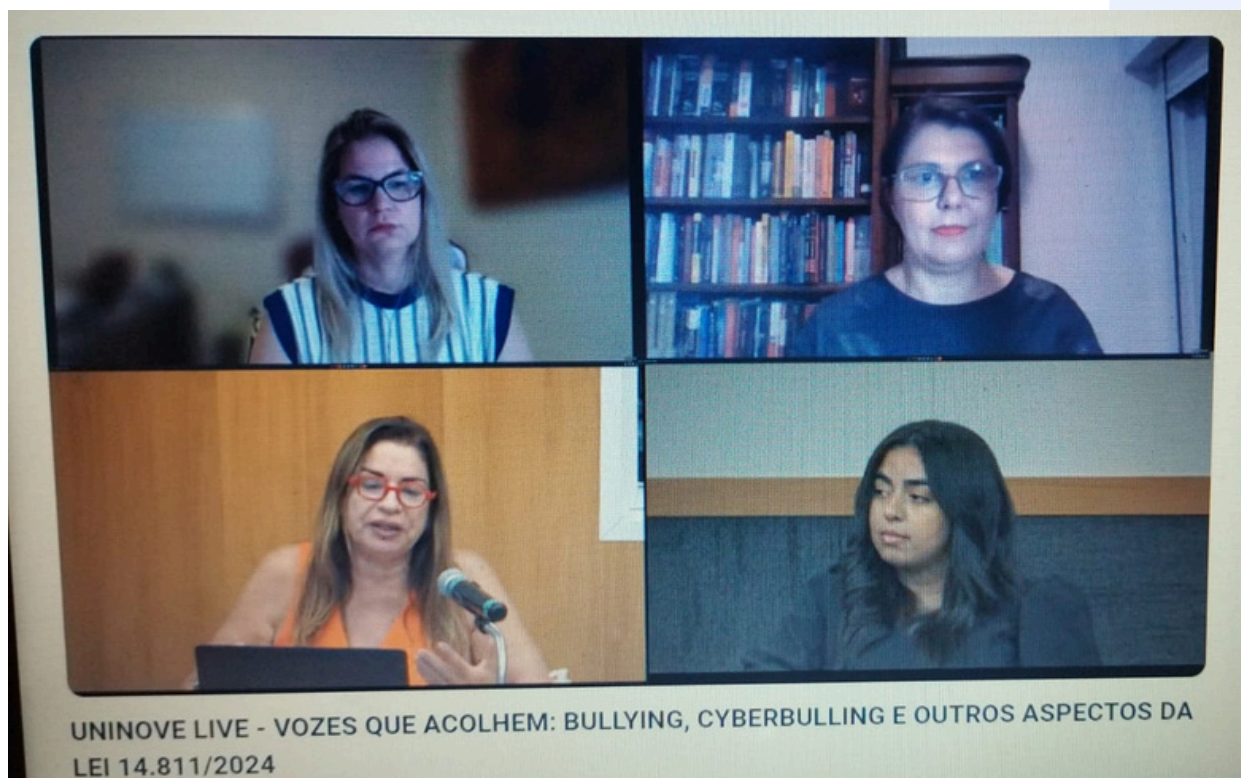 UNINOVE LIVE - VOZES QUE ACOLHEM: BULLYING, CYBERBULLING E OUTROS ASPECTOS DA
LEI 14.811/2024